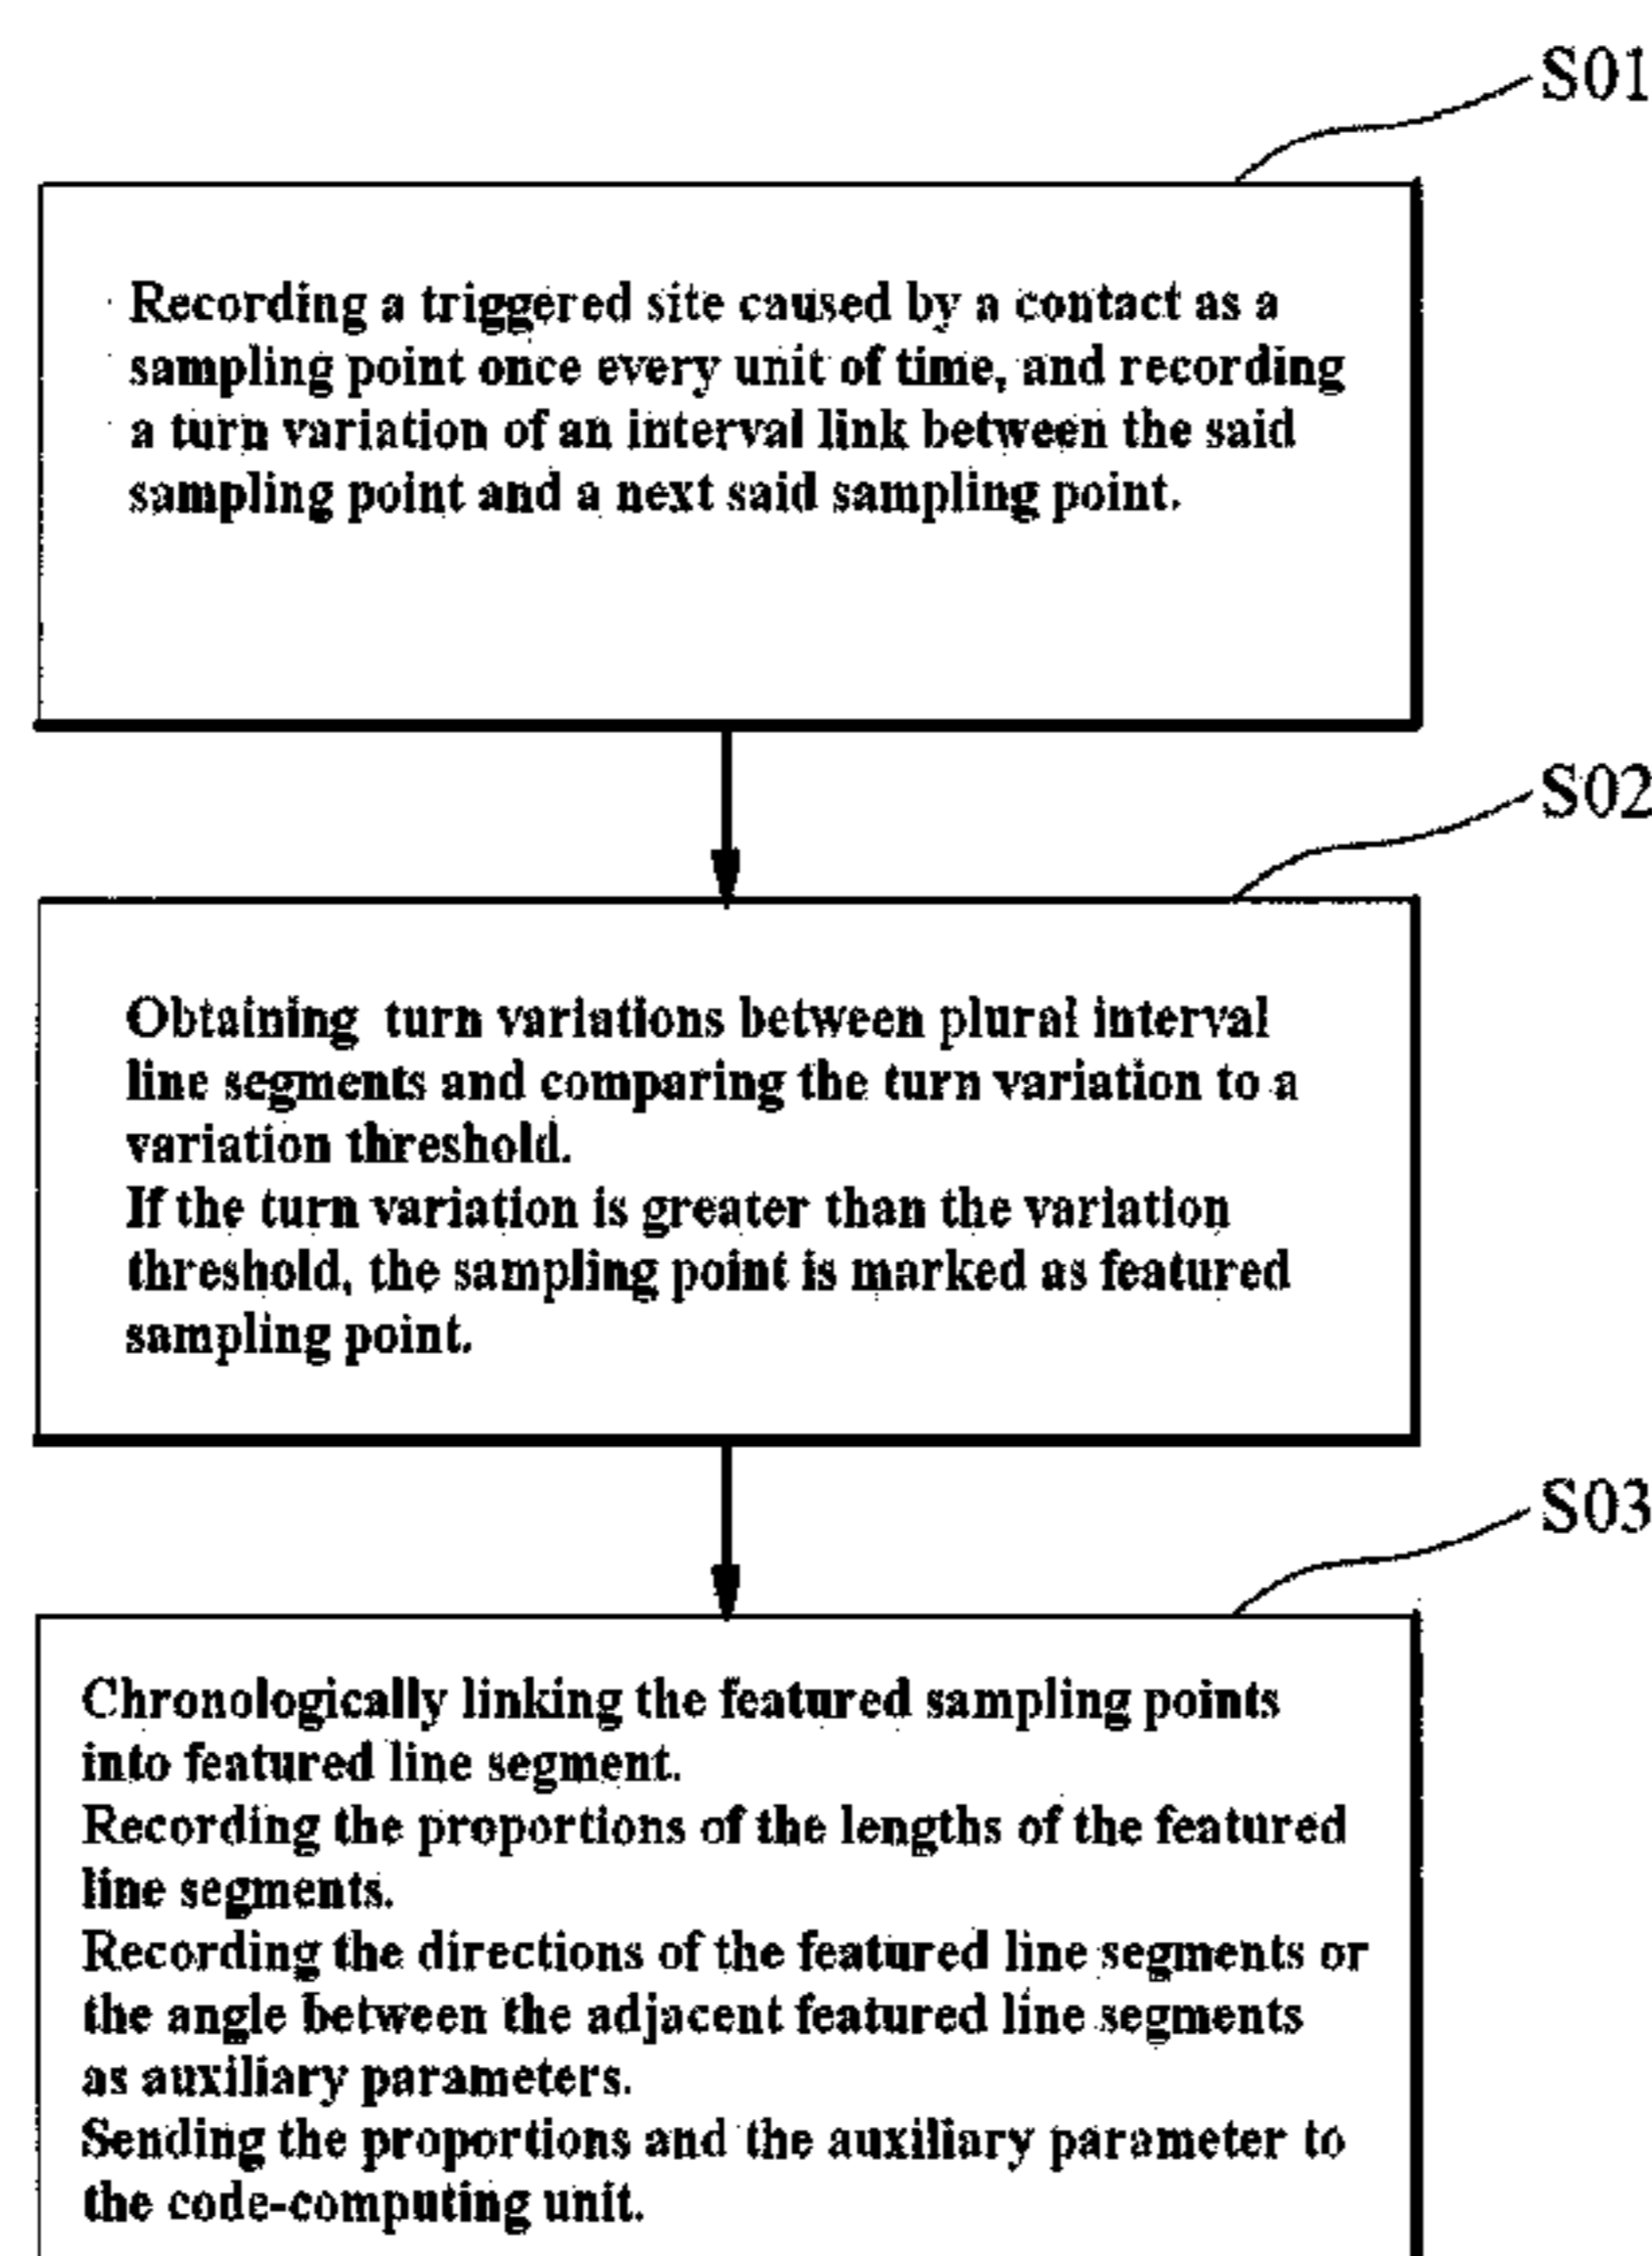 S01
Recording a triggered site caused by a contact as a
sampling point once every unit of time, and recording
a turn variation of an interval link between the said
sampling point and a next said sampling point.
S02
Obtaining turn variations between plural interval
line segments and comparing the turn variation to a
variation threshold.
If the turn variation is greater than the variation
threshold, the sampling point is marked as featured
sampling point.
S03
Chronologically linking the featured sampling points
into featured line segment.
Recording the proportions of the lengths of the featured
line segments.
Recording the directions of the featured line segments or
the angle between the adjacent featured line segments
as auxiliary parameters.
Sending the proportions and the auxiliary parameter to
the code-computing unit.